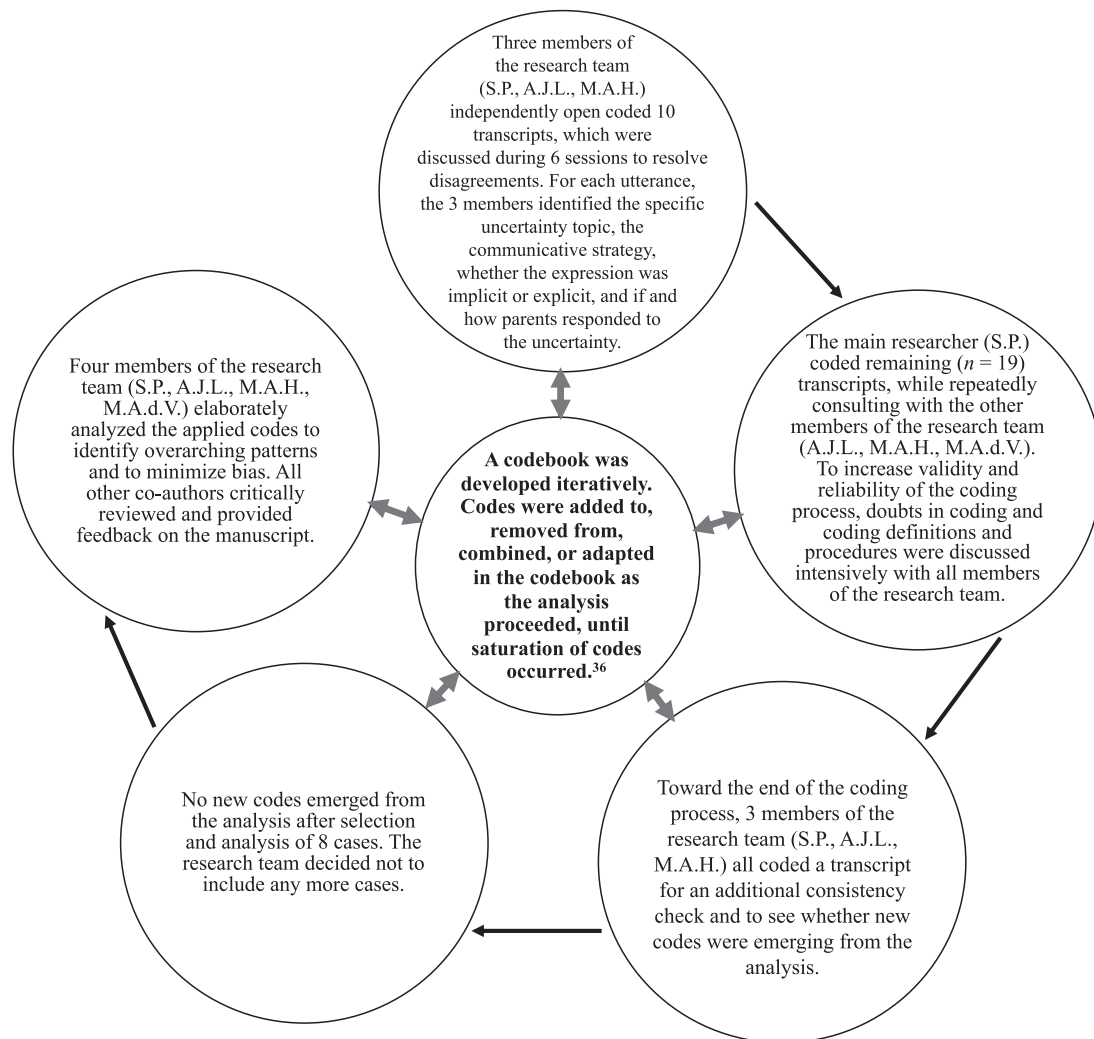 Three members of
the research team
(S.P., A.J.L., M.A.H.)
independently open coded 10
transcripts, which were
discussed during 6 sessions to resolve
disagreements. For each utterance,
the 3 members identified the specific
uncertainty topic, the
communicative strategy,
whether the expression was
implicit or explicit, and if and
how parents responded to
the uncertainty.
The main researcher (S.P.)
coded remaining (n = 19)
transcripts, while repeatedly
consulting with the other
members of the research team
(A.J.L., M.A.H., M.A.d.V.).
To increase validity and
reliability of the coding
process, doubts in coding and
coding definitions and
procedures were discussed
intensively with all members
of the research team.
Toward the end of the coding
process, 3 members of the
research team (S.P., A.J.L.,
M.A.H.) all coded a transcript
for an additional consistency
check and to see whether new
codes were emerging from the
analysis.
No new codes emerged from
the analysis after selection
and analysis of 8 cases. The
research team decided not to
include any more cases.
Four members of the research
team (S.P., A.J.L., M.A.H.,
M.A.d.V.) elaborately
analyzed the applied codes to
identify overarching patterns
and to minimize bias. All
other co-authors critically
reviewed and provided
feedback on the manuscript.
A codebook was
developed iteratively.
Codes were added to,
removed from,
combined, or adapted
in the codebook as
the analysis
proceeded, until
saturation of codes
occurred.³⁶